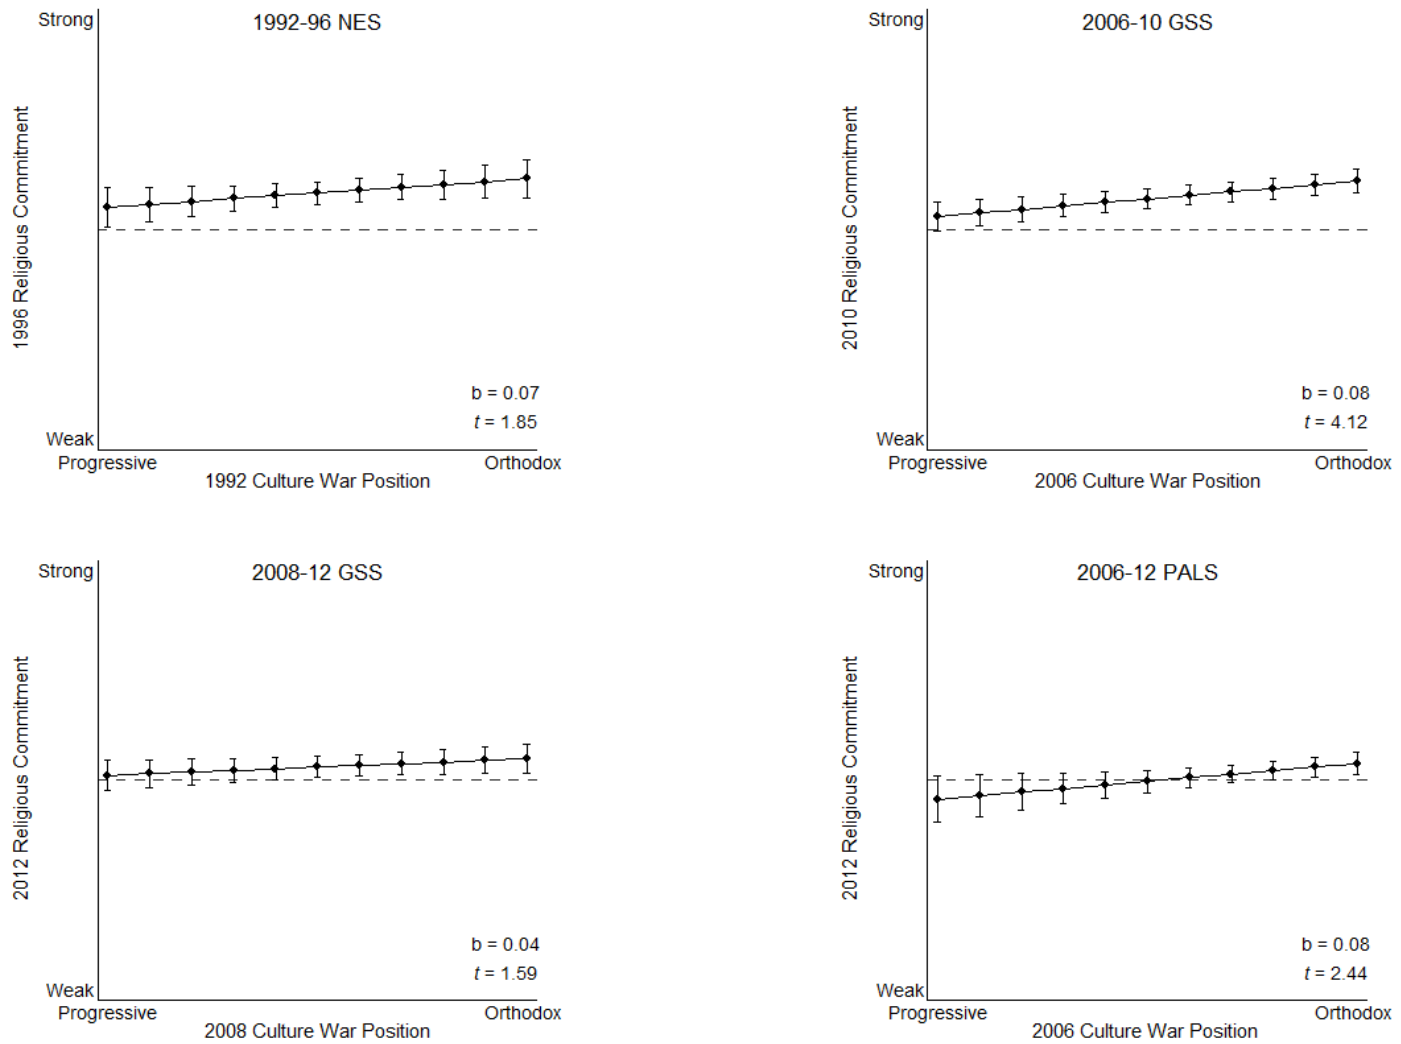 1992-96 NES
Strong
1996 Religious Commitment
b = 0.07
t = 1.85
Weak
Progressive
Orthodox
1992 Culture War Position
2006-10 GSS
Strong
2010 Religious Commitment
b = 0.08
t = 4.12
Weak
Progressive
Orthodox
2006 Culture War Position
2008-12 GSS
Strong
2012 Religious Commitment
b = 0.04
t = 1.59
Weak
Progressive
Orthodox
2008 Culture War Position
2006-12 PALS
Strong
2012 Religious Commitment
b = 0.08
t = 2.44
Weak
Progressive
Orthodox
2006 Culture War Position